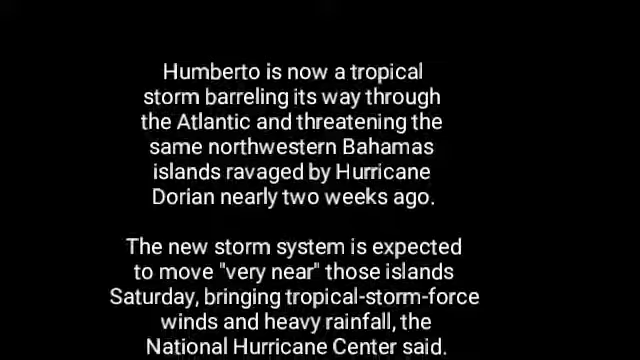 Humberto is now a tropical
storm barreling its way through
the Atlantic and threatening the
same northwestern Bahamas
islands ravaged by Hurricane
Dorian nearly two weeks ago.
The new storm system is expected
to move "very near" those islands
Saturday, bringing tropical-storm-force
winds and heavy rainfall, the
National Hurricane Center said.